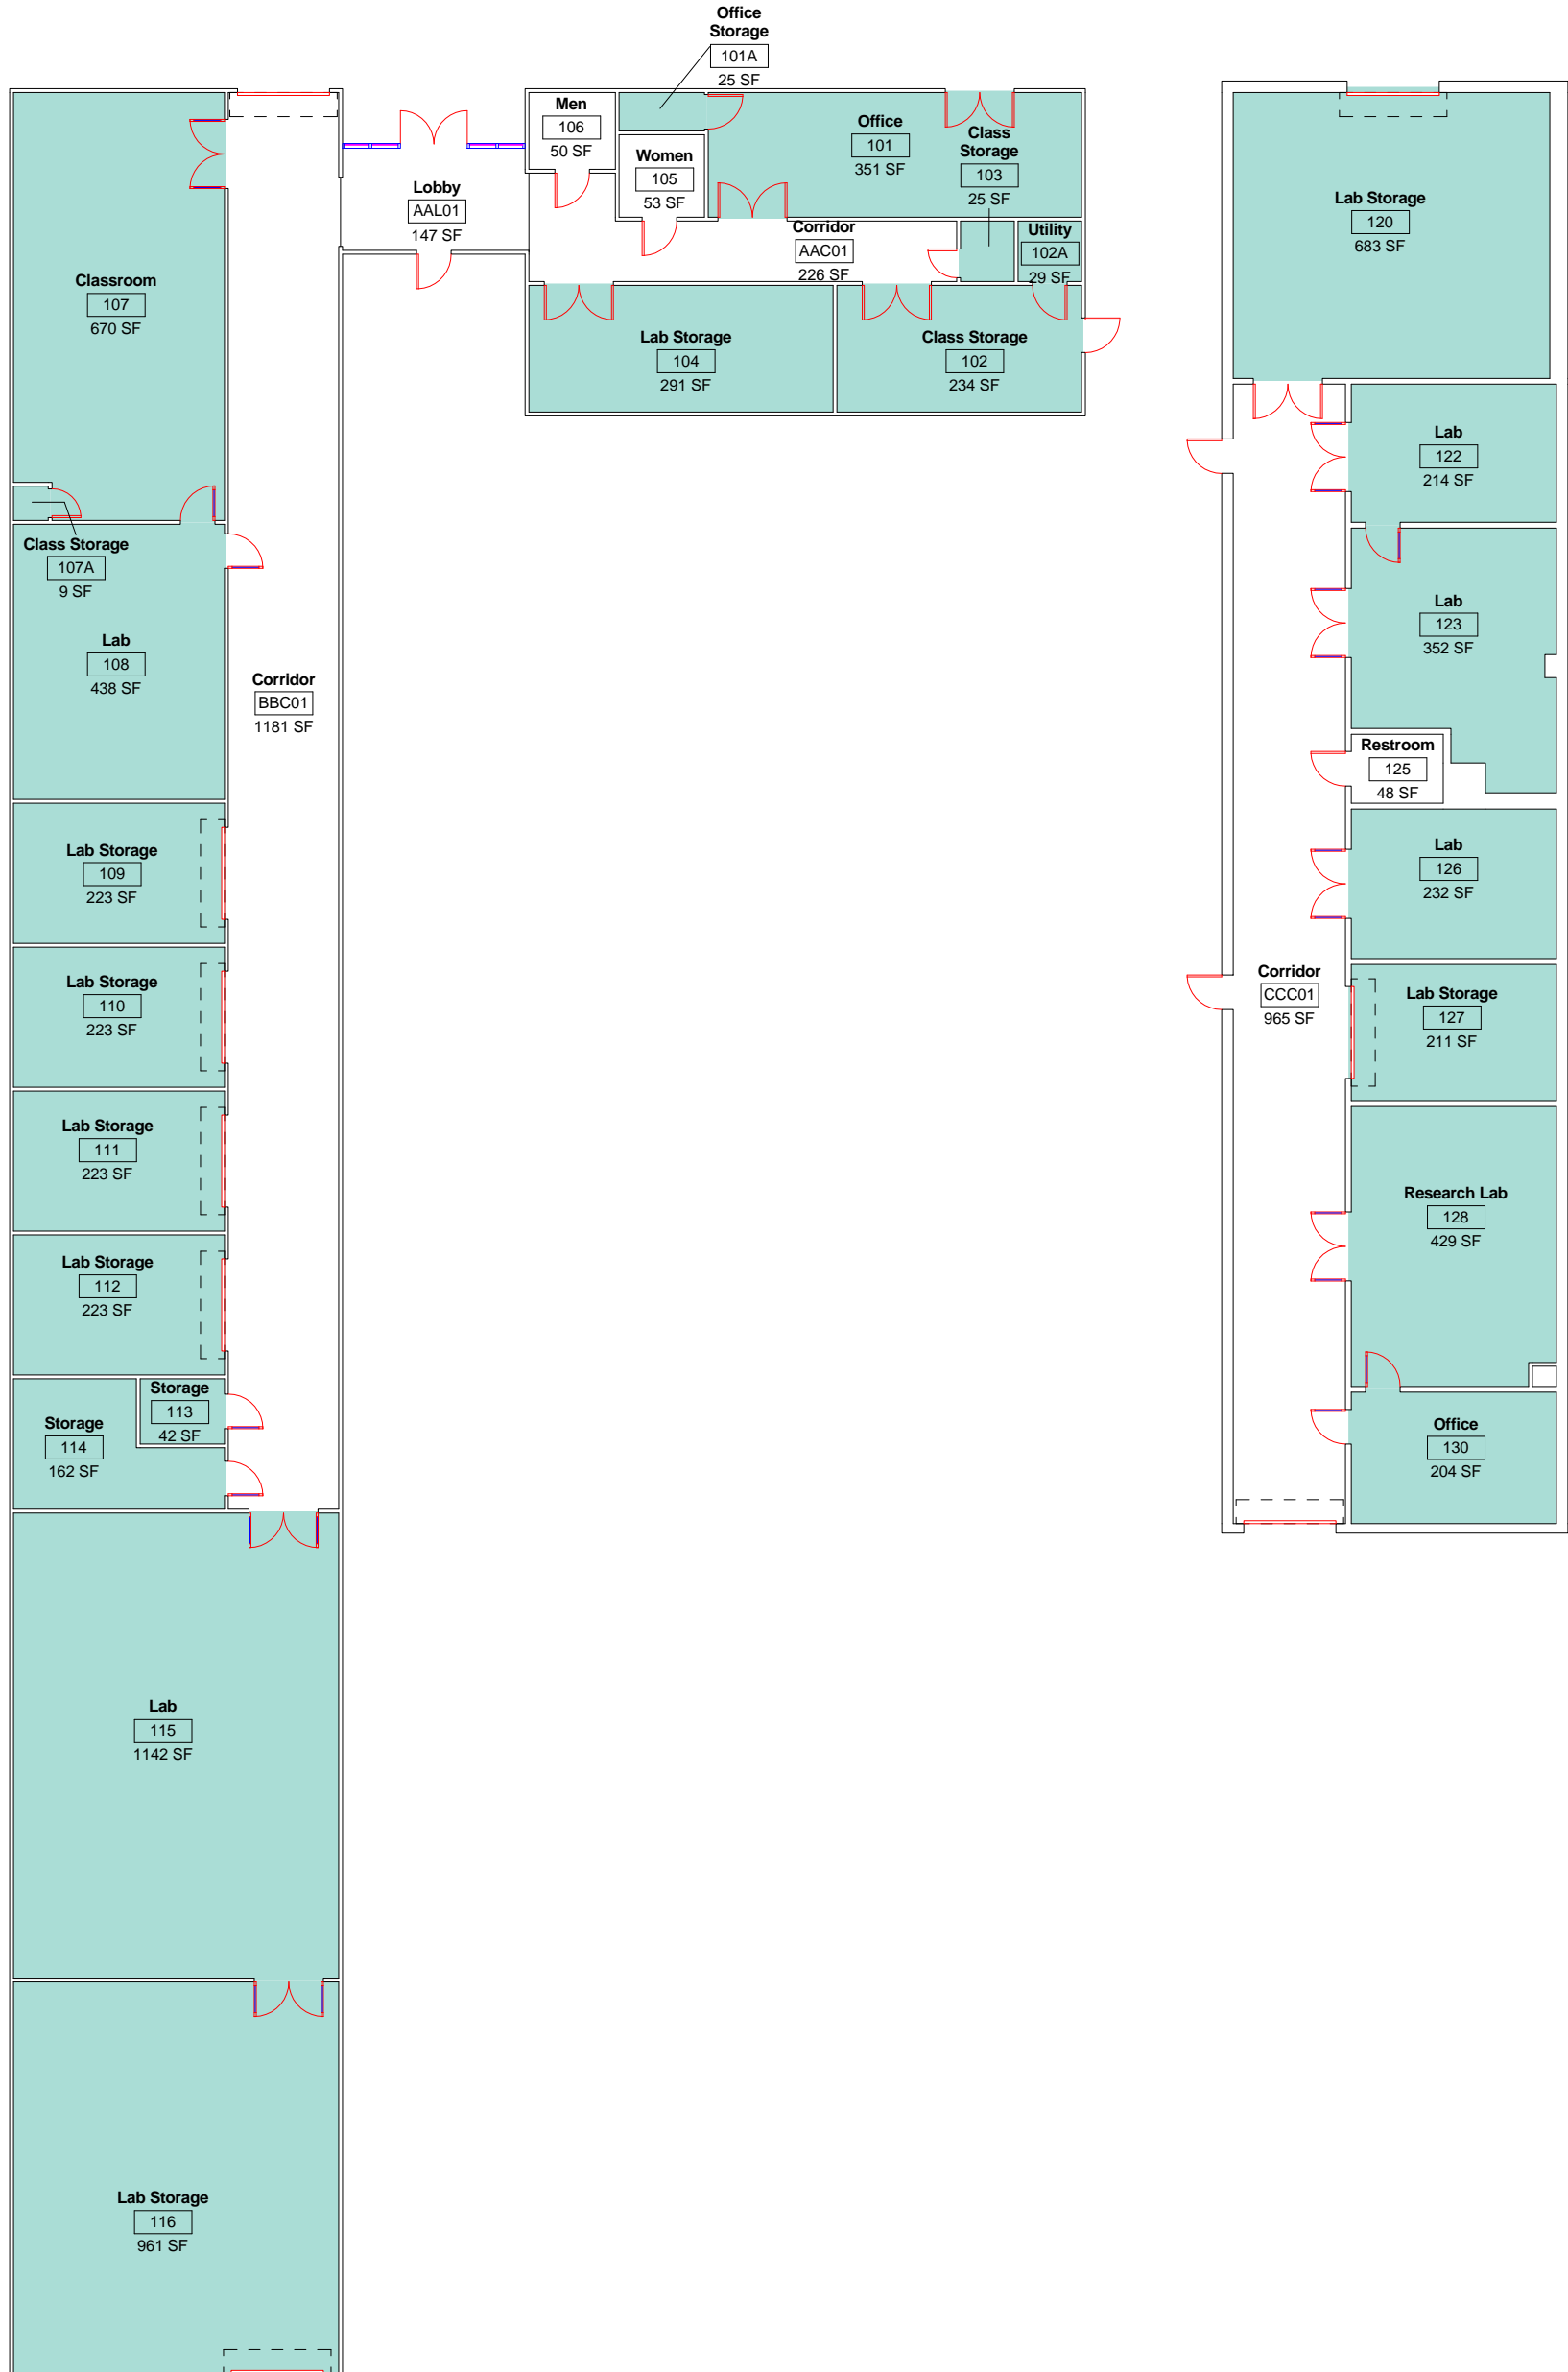 Office
Storage
101A
25 SF
Men
106
50 SF
Women
105
53 SF
Office
101
351 SF
Class
Storage
103
25 SF
Lobby
AAL01
147 SF
Corridor
AAC01
226 SF
Utility
102A
29 SF
Lab Storage
104
291 SF
Class Storage
102
234 SF
Classroom
107
670 SF
Class Storage
107A
9 SF
Lab
108
438 SF
Corridor
BBC01
1181 SF
Lab Storage
109
223 SF
Lab Storage
110
223 SF
Lab Storage
111
223 SF
Lab Storage
112
223 SF
Storage
113
42 SF
Storage
114
162 SF
Lab
115
1142 SF
Lab Storage
116
961 SF
Lab Storage
120
683 SF
Lab
122
214 SF
Lab
123
352 SF
Restroom
125
48 SF
Lab
126
232 SF
Corridor
CCC01
965 SF
Lab Storage
127
211 SF
Research Lab
128
429 SF
Office
130
204 SF